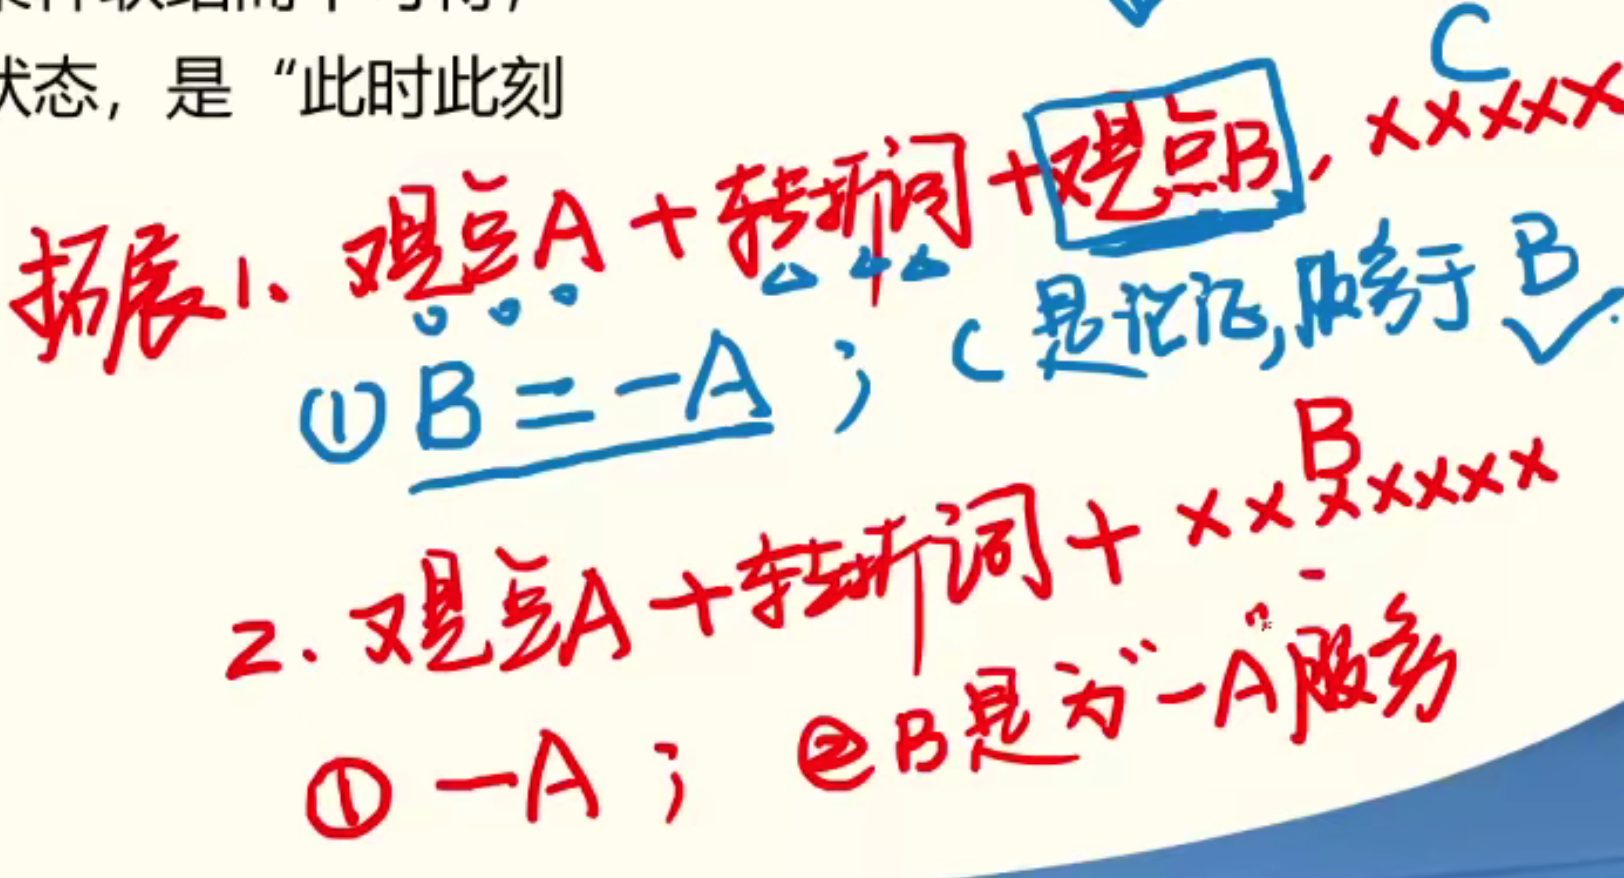 状态，是“此时此刻
C
拓展1、观点A+转折词+观点B，xxxxx
①B=-A；C是论证，服务于B
B
2.观点A+转折词+xxxxxxx
①-A；②B是为“-A”服务